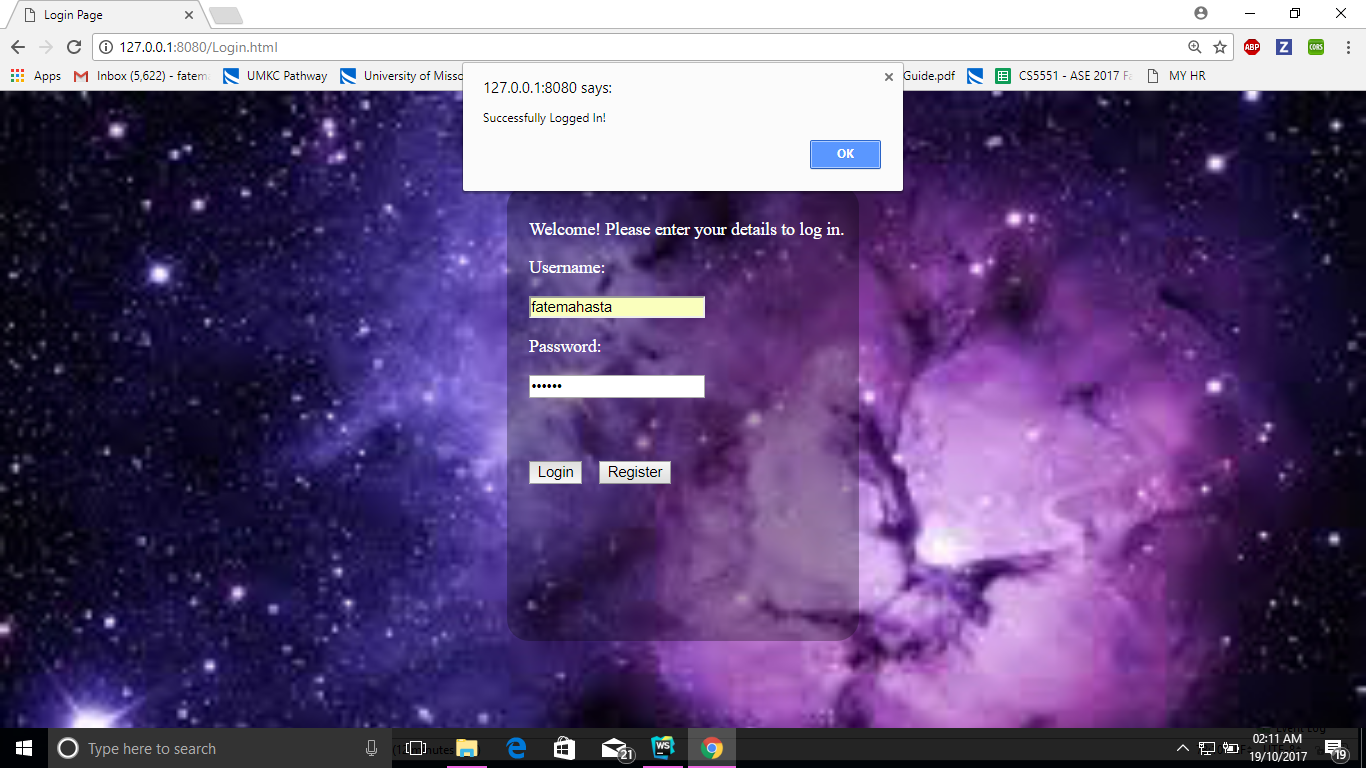 Login Page
127.0.0.1:8080/Login.html
ABP
Z
CORS
Apps
Inbox (5,622) - fatem
UMKC Pathway
University of Misso
Guide.pdf
CS5551 - ASE 2017 Fa
MY HR
127.0.0.1:8080 says:
Successfully Logged In!
OK
Welcome! Please enter your details to log in.
Username:
fatemahasta
Password:
••••••
Login
Register
Type here to search
21
WS
02:11 AM
19/10/2017
19